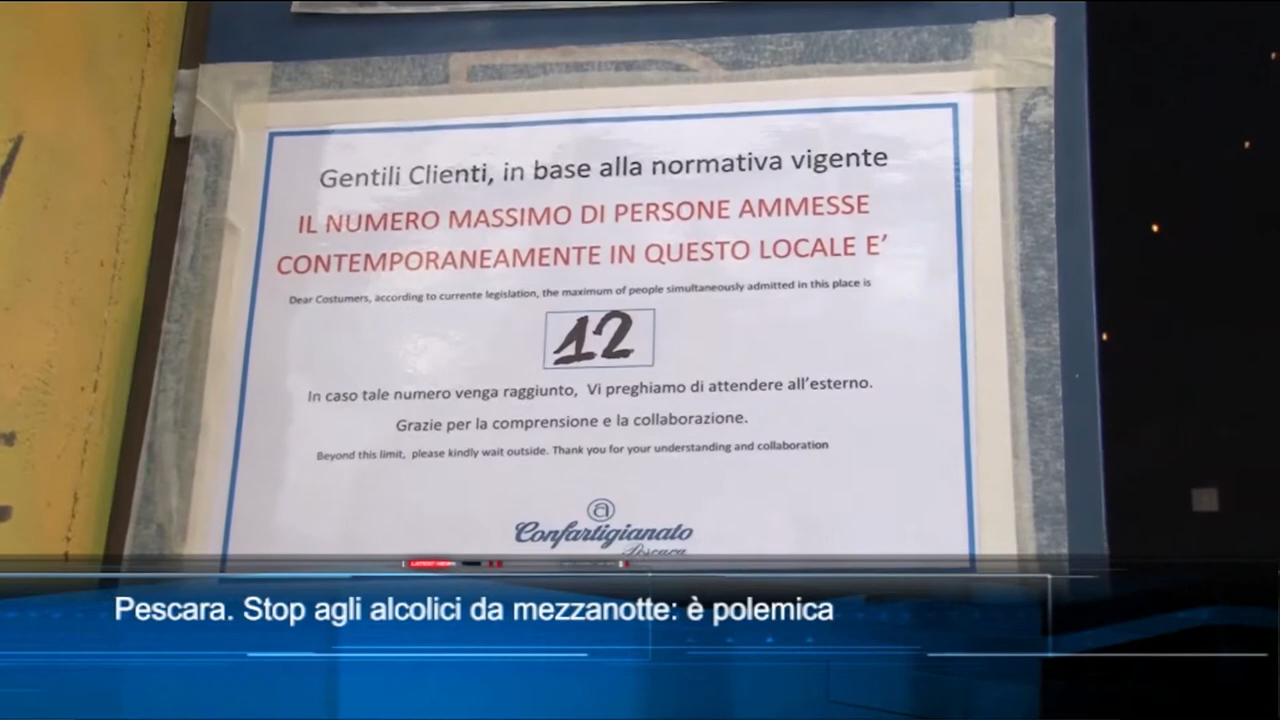 Gentili Clienti, in base alla normativa vigente
IL NUMERO MASSIMO DI PERSONE AMMESSE
CONTEMPORANEAMENTE IN QUESTO LOCALE E’
Dear Costumers, according to currente legislation, the maximum of people simultaneously admitted in this place is
12
In caso tale numero venga raggiunto, Vi preghiamo di attendere all’esterno.
Grazie per la comprensione e la collaborazione.
Beyond this limit, please kindly wait outside. Thank you for your understanding and collaboration
a
Confartigianato
Pescara
LATEST NEWS
Pescara. Stop agli alcolici da mezzanotte: è polemica